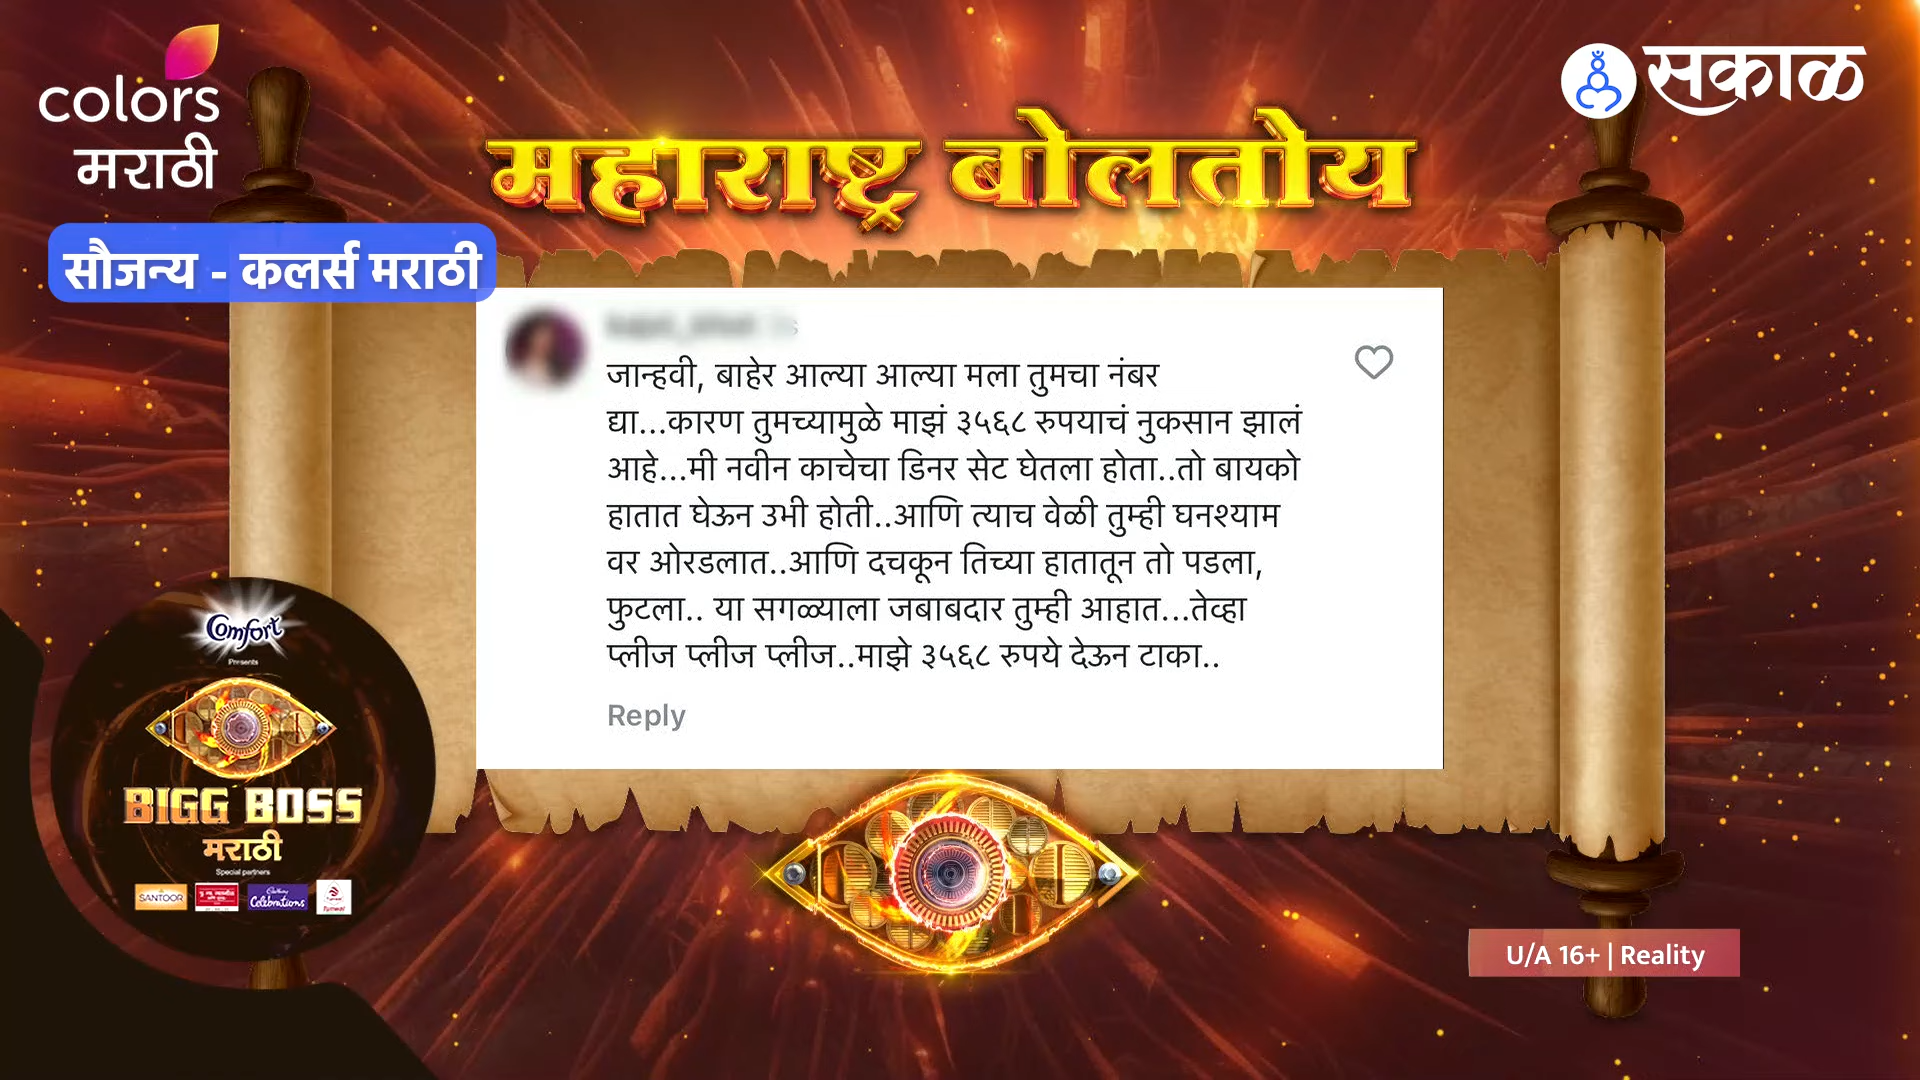 colors
मराठी
सकाळ
महाराष्ट्र बोलतोय
सौजन्य - कलर्स मराठी
जान्हवी, बाहेर आल्या आल्या मला तुमचा नंबर
द्या...कारण तुमच्यामुळे माझं ३५६८ रुपयाचं नुकसान झालं
आहे...मी नवीन काचेचा डिनर सेट घेतला होता..तो बायको
हातात घेऊन उभी होती..आणि त्याच वेळी तुम्ही घनश्याम
वर ओरडलात..आणि दचकून तिच्या हातातून तो पडला,
फुटला.. या सगळ्याला जबाबदार तुम्ही आहात...तेव्हा
प्लीज प्लीज प्लीज..माझे ३५६८ रुपये देऊन टाका..
Reply
Comfort
Presents
BIGG BOSS
मराठी
Special partners
SANTOOR
Cadbury
Celebrations
U/A 16+ | Reality